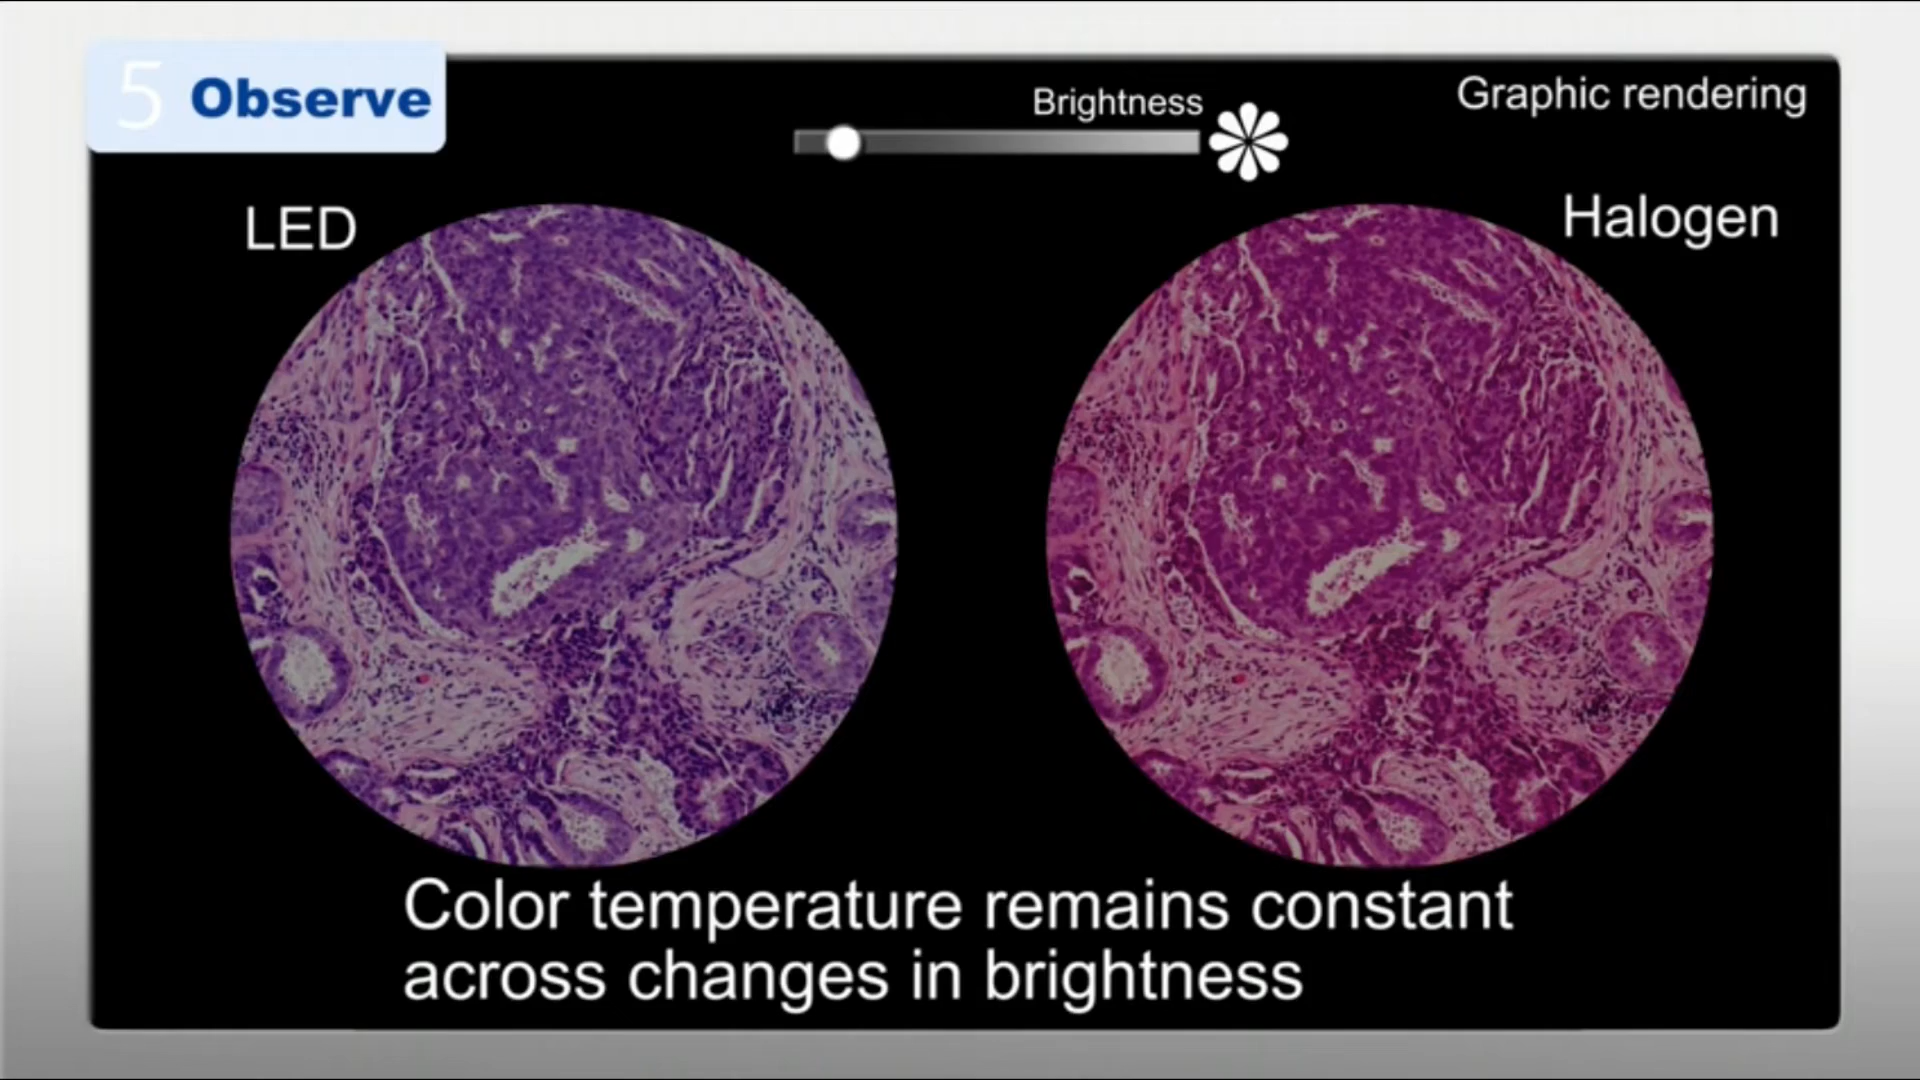 5 Observe
Brightness
Graphic rendering
LED
Halogen
Color temperature remains constant
across changes in brightness